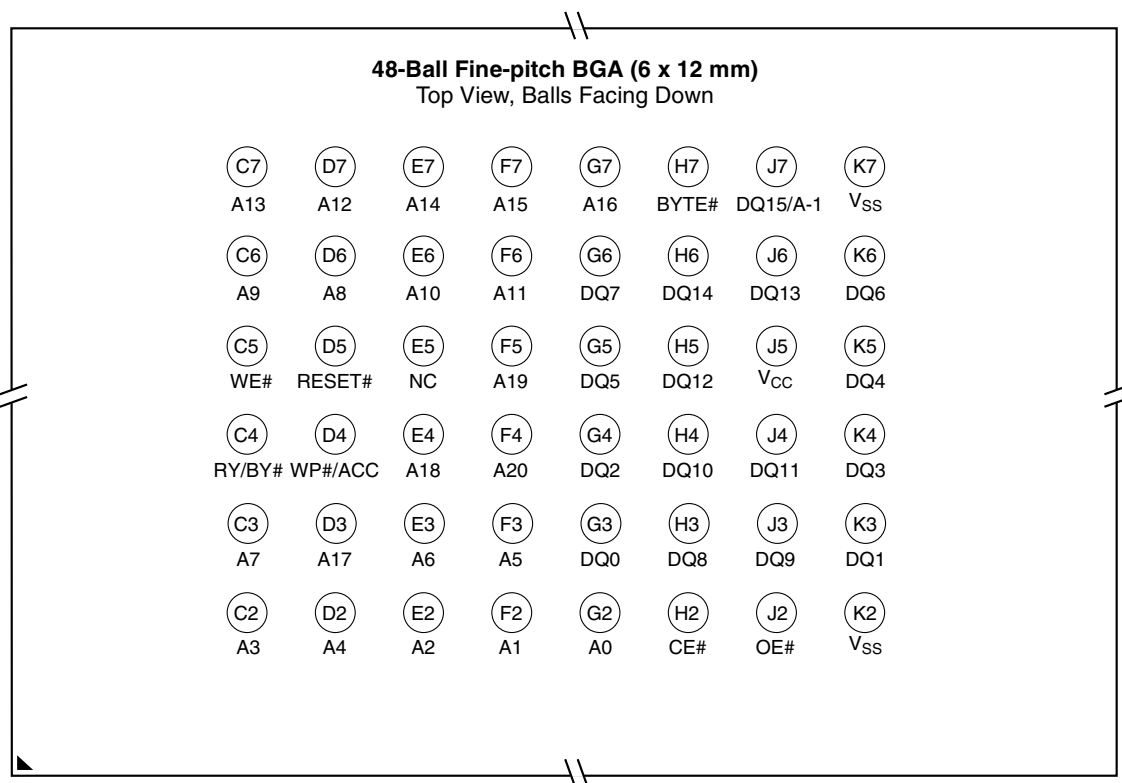 48-Ball Fine-pitch BGA (6 x 12 mm)
Top View, Balls Facing Down
C7 D7 E7 F7 G7 H7 J7 K7
A13 A12 A14 A15 A16 BYTE# DQ15/A-1 VSS
C6 D6 E6 F6 G6 H6 J6 K6
A9 A8 A10 A11 DQ7 DQ14 DQ13 DQ6
C5 D5 E5 F5 G5 H5 J5 K5
WE# RESET# NC A19 DQ5 DQ12 VCC DQ4
C4 D4 E4 F4 G4 H4 J4 K4
RY/BY# WP#/ACC A18 A20 DQ2 DQ10 DQ11 DQ3
C3 D3 E3 F3 G3 H3 J3 K3
A7 A17 A6 A5 DQ0 DQ8 DQ9 DQ1
C2 D2 E2 F2 G2 H2 J2 K2
A3 A4 A2 A1 A0 CE# OE# VSS